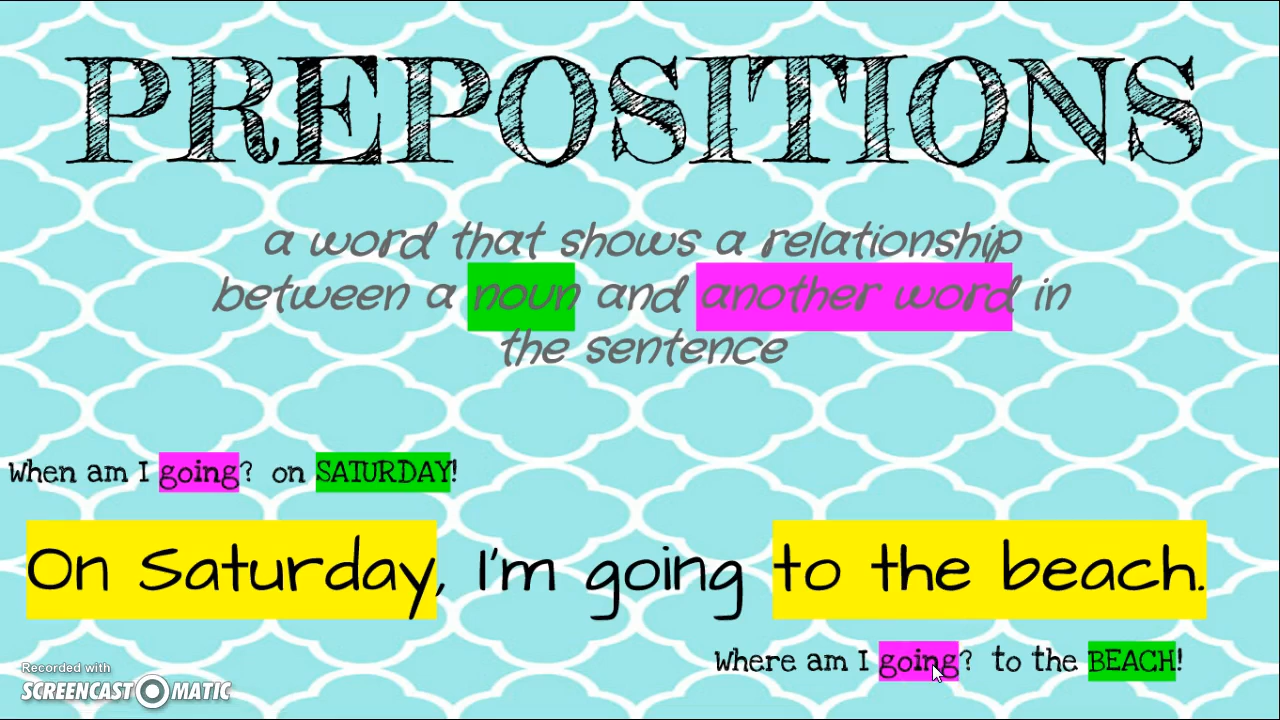 PREPOSITIONS
a word that shows a relationship
between a noun and another word in
the sentence
When am I going? on SATURDAY!
On Saturday, I'm going to the beach.
Where am I going? to the BEACH!
Recorded with
SCREENCAST-O-MATIC